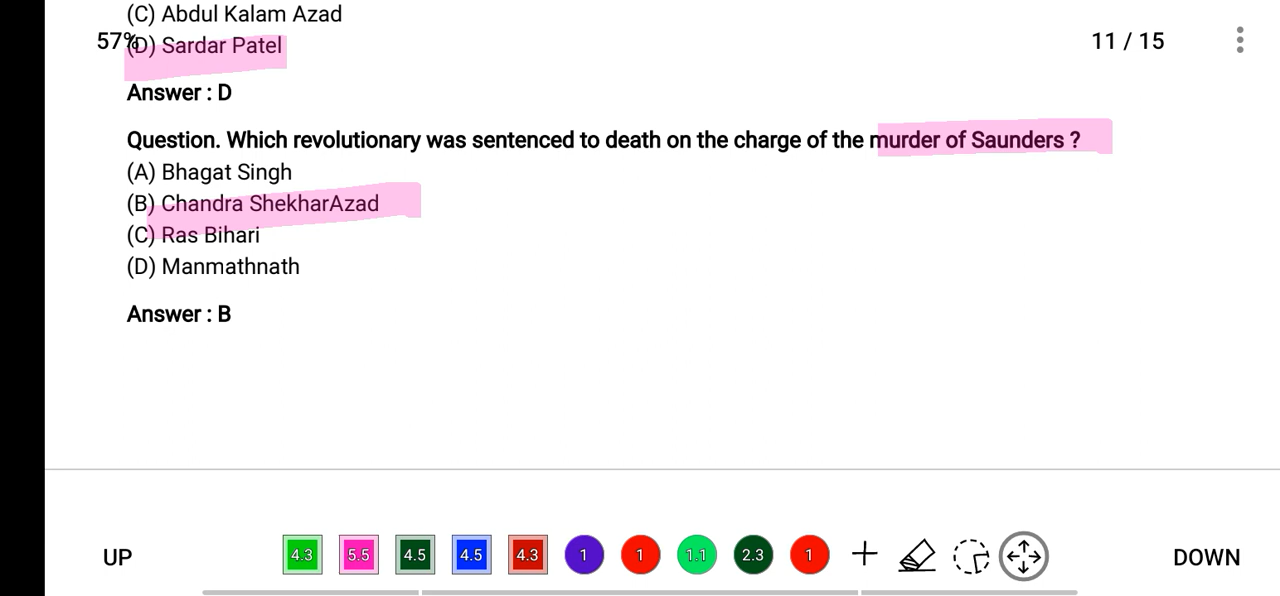 (C) Abdul Kalam Azad
57%
(D) Sardar Patel
11 / 15
Answer : D
Question. Which revolutionary was sentenced to death on the charge of the murder of Saunders ?
(A) Bhagat Singh
(B) Chandra ShekharAzad
(C) Ras Bihari
(D) Manmathnath
Answer : B
UP 4.3 5.5 4.5 4.5 4.3 1 1 1.1 2.3 1 DOWN